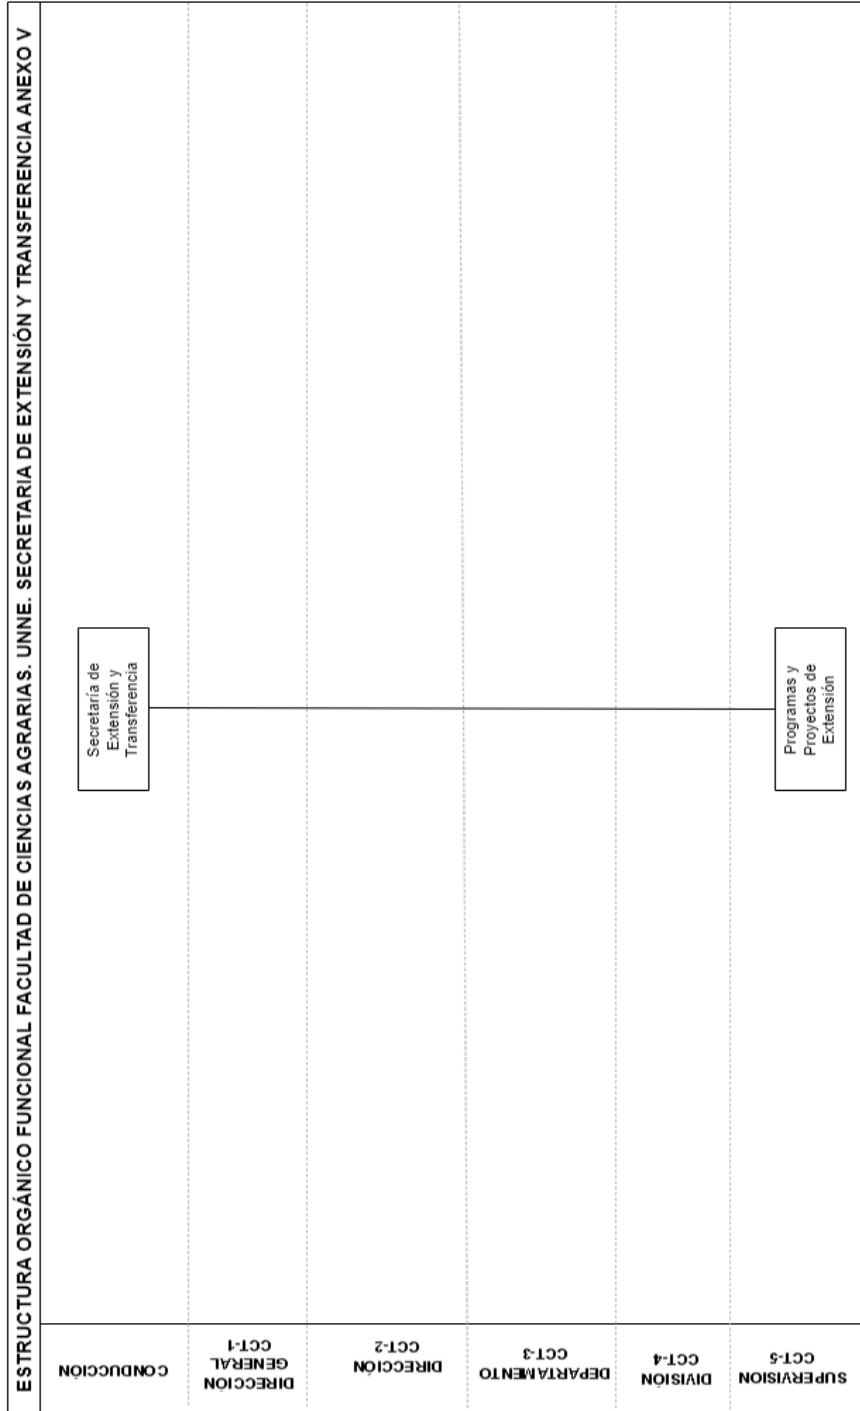 ESTRUCTURA ORGÁNICO FUNCIONAL FACULTAD DE CIENCIAS AGRARIAS. UNNE. SECRETARIA DE EXTENSIÓN Y TRANSFERENCIA ANEXO V
CONDUCCIÓN
Secretaría de
Extensión y
Transferencia
DIRECCIÓN
GENERAL
CCT-1
DIRECCIÓN
CCT-2
DEPARTAMENTO
CCT-3
DIVISIÓN
CCT-4
SUPERVISION
CCT-5
Programas y
Proyectos de
Extensión